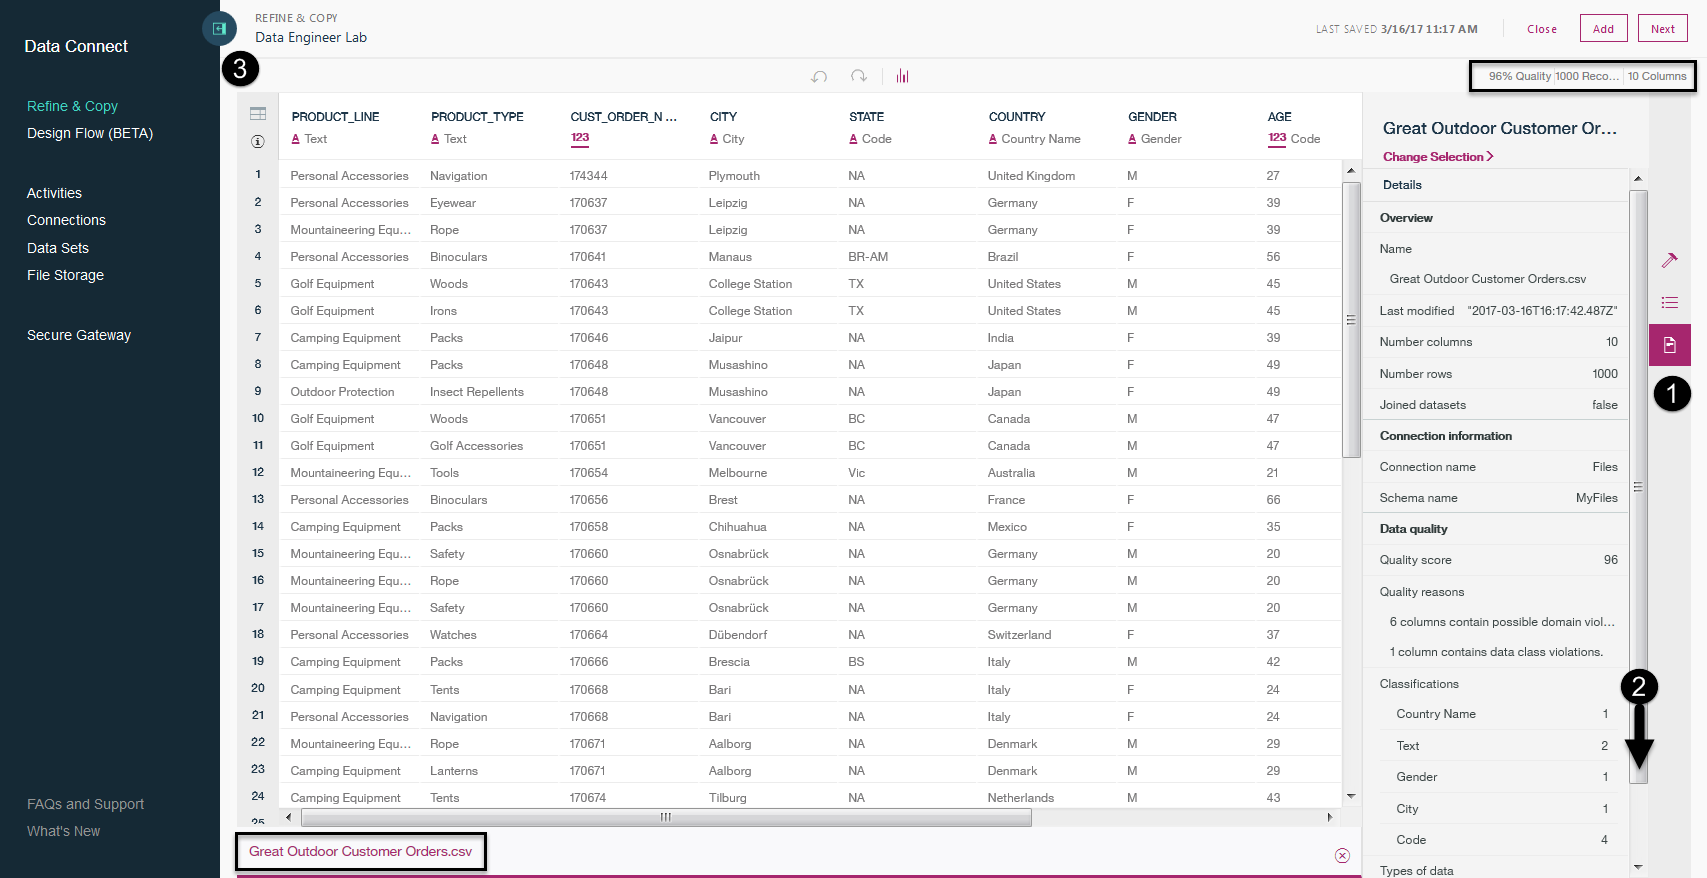 Data Connect
Refine & Copy
Design Flow (BETA)
Activities
Connections
Data Sets
File Storage
Secure Gateway
FAQs and Support
What's New
REFINE & COPY
Data Engineer Lab
LAST SAVED 3/16/17 11:17 AM Close Add Next
3
96% Quality 1000 Reco... 10 Columns
PRODUCT_LINE PRODUCT_TYPE CUST_ORDER_N ... CITY STATE COUNTRY GENDER AGE
A Text A Text 123 A City A Code A Country Name A Gender 123 Code
1 Personal Accessories Navigation 174344 Plymouth NA United Kingdom M 27
2 Personal Accessories Eyewear 170637 Leipzig NA Germany F 39
3 Mountaineering Equ... Rope 170637 Leipzig NA Germany F 39
4 Personal Accessories Binoculars 170641 Manaus BR-AM Brazil F 56
5 Golf Equipment Woods 170643 College Station TX United States M 45
6 Golf Equipment Irons 170643 College Station TX United States M 45
7 Camping Equipment Packs 170646 Jaipur NA India F 39
8 Camping Equipment Packs 170648 Musashino NA Japan F 49
9 Outdoor Protection Insect Repellents 170648 Musashino NA Japan F 49
10 Golf Equipment Woods 170651 Vancouver BC Canada M 47
11 Golf Equipment Golf Accessories 170651 Vancouver BC Canada M 47
12 Mountaineering Equ... Tools 170654 Melbourne Vic Australia M 21
13 Personal Accessories Binoculars 170656 Brest NA France F 66
14 Camping Equipment Packs 170658 Chihuahua NA Mexico F 35
15 Mountaineering Equ... Safety 170660 Osnabrück NA Germany M 20
16 Mountaineering Equ... Rope 170660 Osnabrück NA Germany M 20
17 Mountaineering Equ... Safety 170660 Osnabrück NA Germany M 20
18 Personal Accessories Watches 170664 Dübendorf NA Switzerland F 37
19 Camping Equipment Packs 170666 Brescia BS Italy M 42
20 Camping Equipment Tents 170668 Bari NA Italy F 24
21 Personal Accessories Navigation 170668 Bari NA Italy F 24
22 Mountaineering Equ... Rope 170671 Aalborg NA Denmark M 29
23 Camping Equipment Lanterns 170671 Aalborg NA Denmark M 29
24 Camping Equipment Tents 170674 Tilburg NA Netherlands M 43
25
Great Outdoor Customer Orders.csv
Great Outdoor Customer Or...
Change Selection
Details
Overview
Name
Great Outdoor Customer Orders.csv
Last modified "2017-03-16T16:17:42.487Z"
Number columns 10
Number rows 1000
Joined datasets false
Connection information
Connection name Files
Schema name MyFiles
Data quality
Quality score 96
Quality reasons
6 columns contain possible domain viol...
1 column contains data class violations.
Classifications
Country Name 1
Text 2
Gender 1
City 1
Code 4
Types of data
1
2